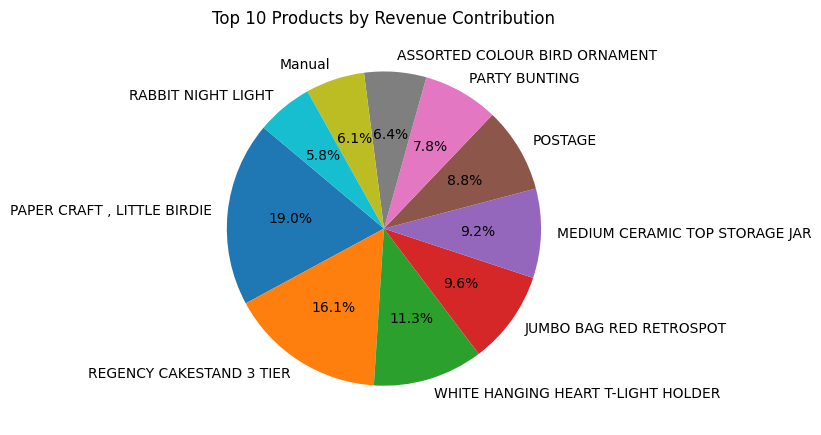 Top 10 Products by Revenue Contribution
ASSORTED COLOUR BIRD ORNAMENT
Manual
PARTY BUNTING
RABBIT NIGHT LIGHT
POSTAGE
PAPER CRAFT , LITTLE BIRDIE
MEDIUM CERAMIC TOP STORAGE JAR
JUMBO BAG RED RETROSPOT
REGENCY CAKESTAND 3 TIER
WHITE HANGING HEART T-LIGHT HOLDER
6.4%
6.1%
7.8%
5.8%
8.8%
19.0%
9.2%
9.6%
16.1%
11.3%